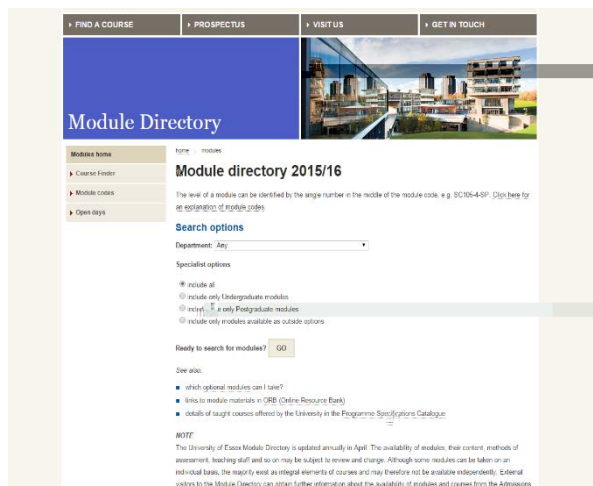 FIND A COURSE
PROSPECTUS
VISIT US
GET IN TOUCH
Module Directory
Modules home
Course Finder
Module codes
Open days
home modules
Module directory 2015/16
The level of a module can be identified by the single number in the middle of the module code, e.g. SC106-4-SP. Click here for
an explanation of module codes.
Search options
Department: Any
Specialist options
include all
include only Undergraduate modules
only Postgraduate modules
include only modules available as outside options
Ready to search for modules? GO
See also:
which optional modules can I take?
links to module materials in ORB (Online Resource Bank)
details of taught courses offered by the University in the Programme Specifications Catalogue
NOTE
The University of Essex Module Directory is updated annually in April. The availability of modules, their content, methods of
assessment, teaching staff and so on may be subject to review and change. Although some modules can be taken on an
individual basis, the majority exist as integral elements of courses and may therefore not be available independently. External
visitors to the Module Directory can obtain further information about the availability of modules and courses from the Admissions